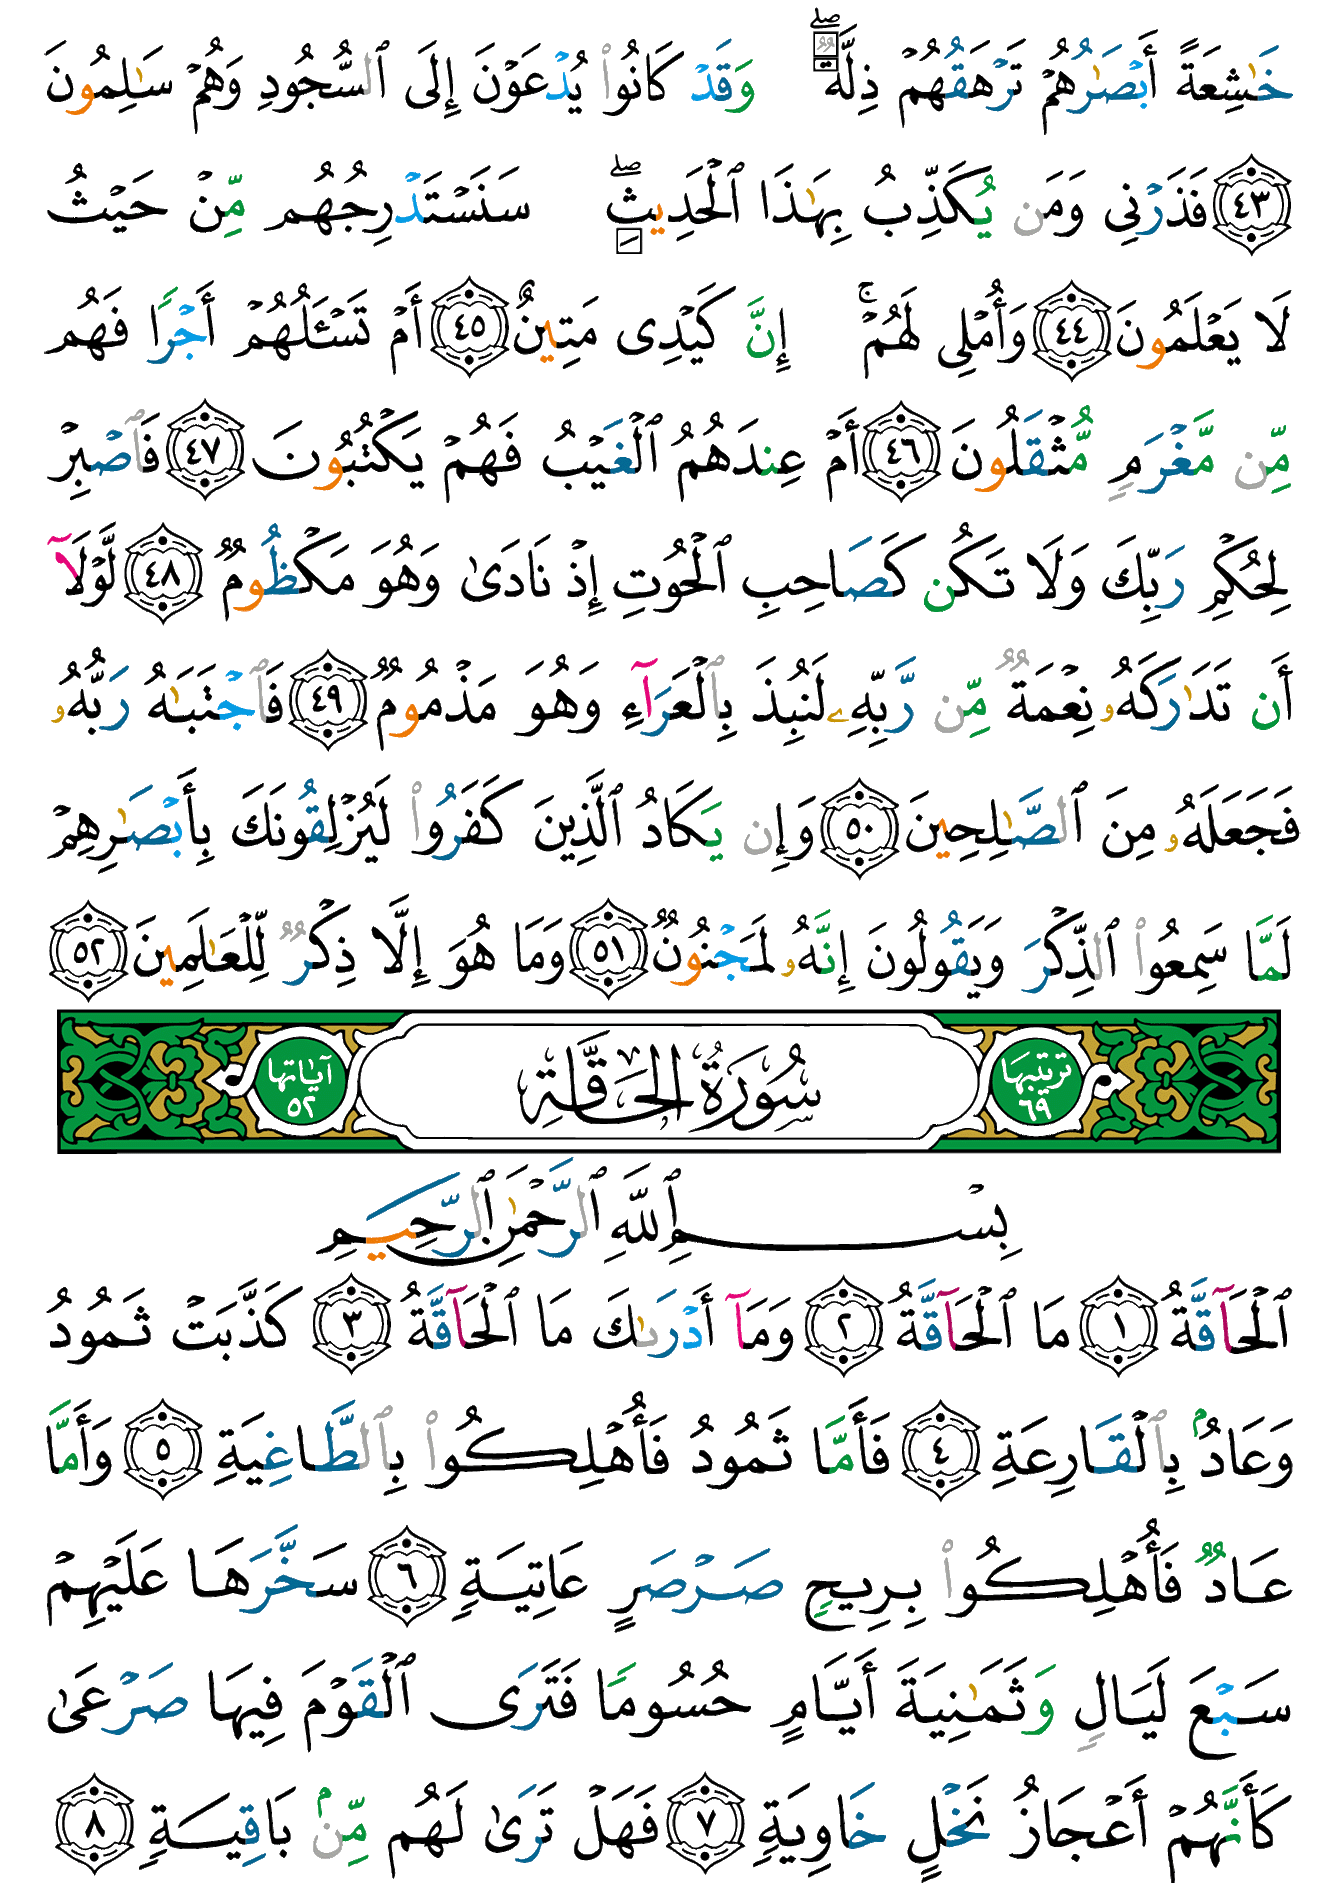 خَٰشِعَةً أَبْصَٰرُهُمْ تَرْهَقُهُمْ ذِلَّةٌ ۖ وَقَدْ كَانُوا۟ يُدْعَوْنَ إِلَى ٱلسُّجُودِ وَهُمْ سَٰلِمُونَ
٤٣ فَذَرْنِى وَمَن يُكَذِّبُ بِهَٰذَا ٱلْحَدِيثِ ۖ سَنَسْتَدْرِجُهُم مِّنْ حَيْثُ
لَا يَعْلَمُونَ ٤٤ وَأُمْلِى لَهُمْ ۚ إِنَّ كَيْدِى مَتِينٌ ٤٥ أَمْ تَسْـَٔلُهُمْ أَجْرًا فَهُم
مِّن مَّغْرَمٍ مُّثْقَلُونَ ٤٦ أَمْ عِندَهُمُ ٱلْغَيْبُ فَهُمْ يَكْتُبُونَ ٤٧ فَٱصْبِرْ
لِحُكْمِ رَبِّكَ وَلَا تَكُن كَصَاحِبِ ٱلْحُوتِ إِذْ نَادَىٰ وَهُوَ مَكْظُومٌ ٤٨ لَّوْلَآ
أَن تَدَٰرَكَهُۥ نِعْمَةٌ مِّن رَّبِّهِۦ لَنُبِذَ بِٱلْعَرَآءِ وَهُوَ مَذْمُومٌ ٤٩ فَٱجْتَبَٰهُ رَبُّهُۥ
فَجَعَلَهُۥ مِنَ ٱلصَّٰلِحِينَ ٥٠ وَإِن يَكَادُ ٱلَّذِينَ كَفَرُوا۟ لَيُزْلِقُونَكَ بِأَبْصَٰرِهِمْ
لَمَّا سَمِعُوا۟ ٱلذِّكْرَ وَيَقُولُونَ إِنَّهُۥ لَمَجْنُونٌ ٥١ وَمَا هُوَ إِلَّا ذِكْرٌ لِّلْعَٰلَمِينَ ٥٢
ترتيبها ٦٩ سُورَةُ الحَاقَّةِ آياتها ٥٢
بِسْمِ ٱللَّهِ ٱلرَّحْمَٰنِ ٱلرَّحِيمِ
ٱلْحَآقَّةُ ١ مَا ٱلْحَآقَّةُ ٢ وَمَآ أَدْرَىٰكَ مَا ٱلْحَآقَّةُ ٣ كَذَّبَتْ ثَمُودُ
وَعَادٌۢ بِٱلْقَارِعَةِ ٤ فَأَمَّا ثَمُودُ فَأُهْلِكُوا۟ بِٱلطَّاغِيَةِ ٥ وَأَمَّا
عَادٌ فَأُهْلِكُوا۟ بِرِيحٍ صَرْصَرٍ عَاتِيَةٍ ٦ سَخَّرَهَا عَلَيْهِمْ
سَبْعَ لَيَالٍ وَثَمَٰنِيَةَ أَيَّامٍ حُسُومًا فَتَرَى ٱلْقَوْمَ فِيهَا صَرْعَىٰ
كَأَنَّهُمْ أَعْجَازُ نَخْلٍ خَاوِيَةٍ ٧ فَهَلْ تَرَىٰ لَهُم مِّنۢ بَاقِيَةٍ ٨